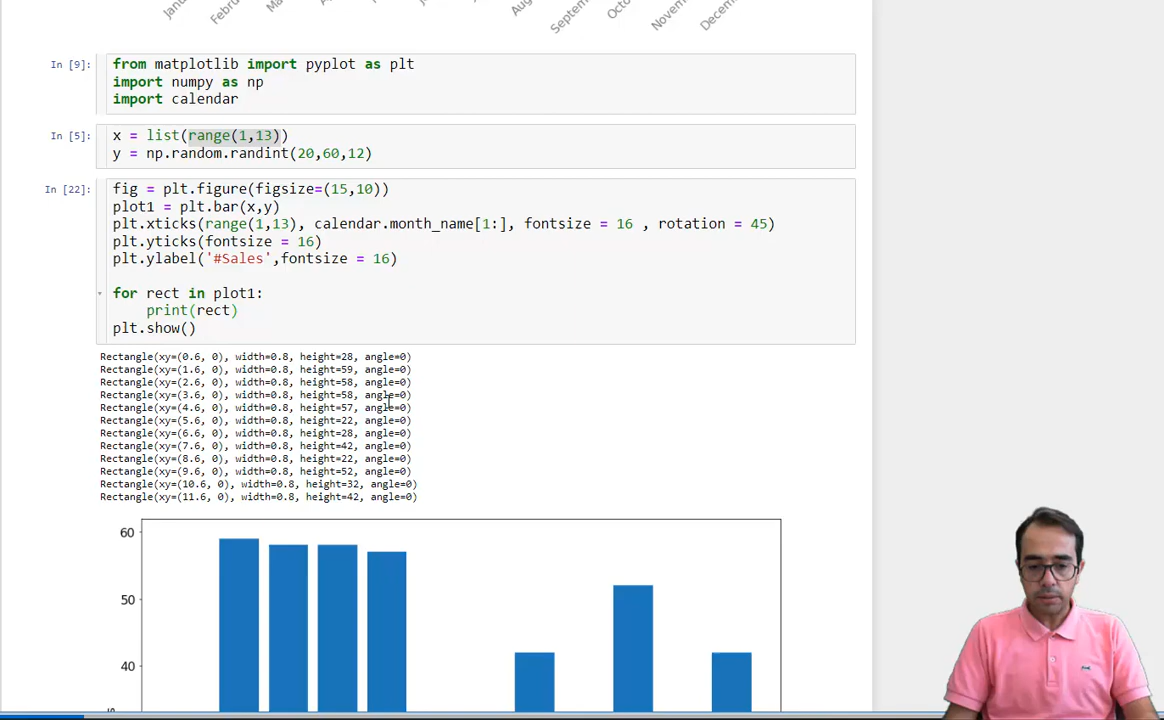 In [9]:
from matplotlib import pyplot as plt
import numpy as np
import calendar
In [5]:
x = list(range(1,13))
y = np.random.randint(20,60,12)
In [22]:
fig = plt.figure(figsize=(15,10))
plot1 = plt.bar(x,y)
plt.xticks(range(1,13), calendar.month_name[1:], fontsize = 16 , rotation = 45)
plt.yticks(fontsize = 16)
plt.ylabel('#Sales',fontsize = 16)
for rect in plot1:
print(rect)
plt.show()
Rectangle(xy=(0.6, 0), width=0.8, height=28, angle=0)
Rectangle(xy=(1.6, 0), width=0.8, height=59, angle=0)
Rectangle(xy=(2.6, 0), width=0.8, height=58, angle=0)
Rectangle(xy=(3.6, 0), width=0.8, height=58, angle=0)
Rectangle(xy=(4.6, 0), width=0.8, height=57, angle=0)
Rectangle(xy=(5.6, 0), width=0.8, height=22, angle=0)
Rectangle(xy=(6.6, 0), width=0.8, height=28, angle=0)
Rectangle(xy=(7.6, 0), width=0.8, height=42, angle=0)
Rectangle(xy=(8.6, 0), width=0.8, height=22, angle=0)
Rectangle(xy=(9.6, 0), width=0.8, height=52, angle=0)
Rectangle(xy=(10.6, 0), width=0.8, height=32, angle=0)
Rectangle(xy=(11.6, 0), width=0.8, height=42, angle=0)
60
50
40